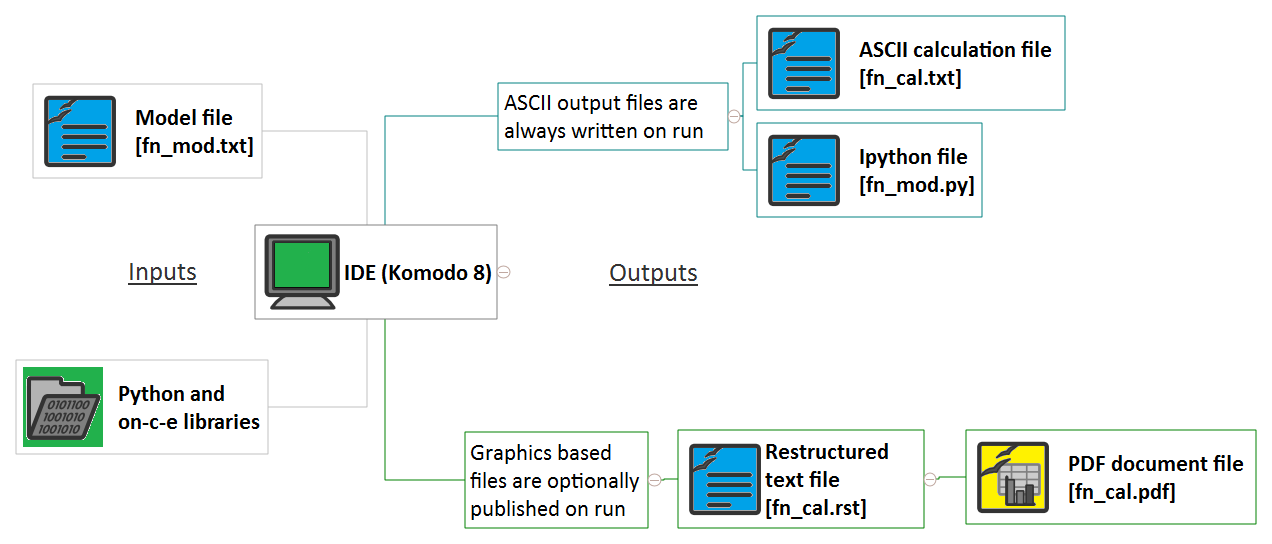 Model file
[fn_mod.txt]
Inputs
Python and
on-c-e libraries
0101100
1001010
1001010
IDE (Komodo 8)
Outputs
ASCII output files are
always written on run
ASCII calculation file
[fn_cal.txt]
Ipython file
[fn_mod.py]
Graphics based
files are optionally
published on run
Restructured
text file
[fn_cal.rst]
PDF document file
[fn_cal.pdf]